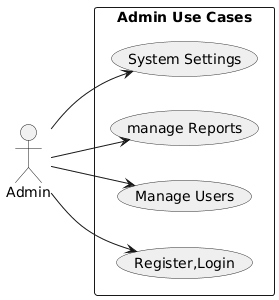 Admin Use Cases
System Settings
manage Reports
Admin
Manage Users
Register,Login